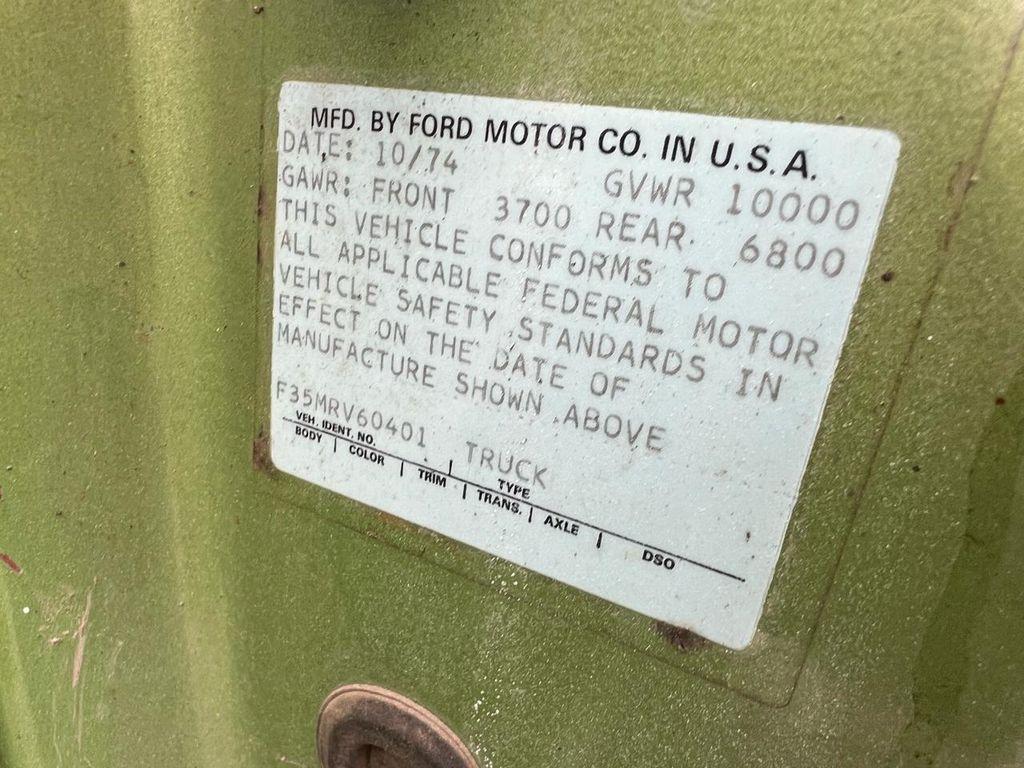 MFD. BY FORD MOTOR CO. IN U.S.A.
DATE: 10/74 GVWR 10000
GAWR: FRONT 3700 REAR 6800
THIS VEHICLE CONFORMS TO
ALL APPLICABLE FEDERAL MOTOR
VEHICLE SAFETY STANDARDS IN
EFFECT ON THE DATE OF
MANUFACTURE SHOWN ABOVE
F35MRV60401 TRUCK
VEH. IDENT. NO. | TYPE
BODY | COLOR | TRIM | TRANS. | AXLE | DSO